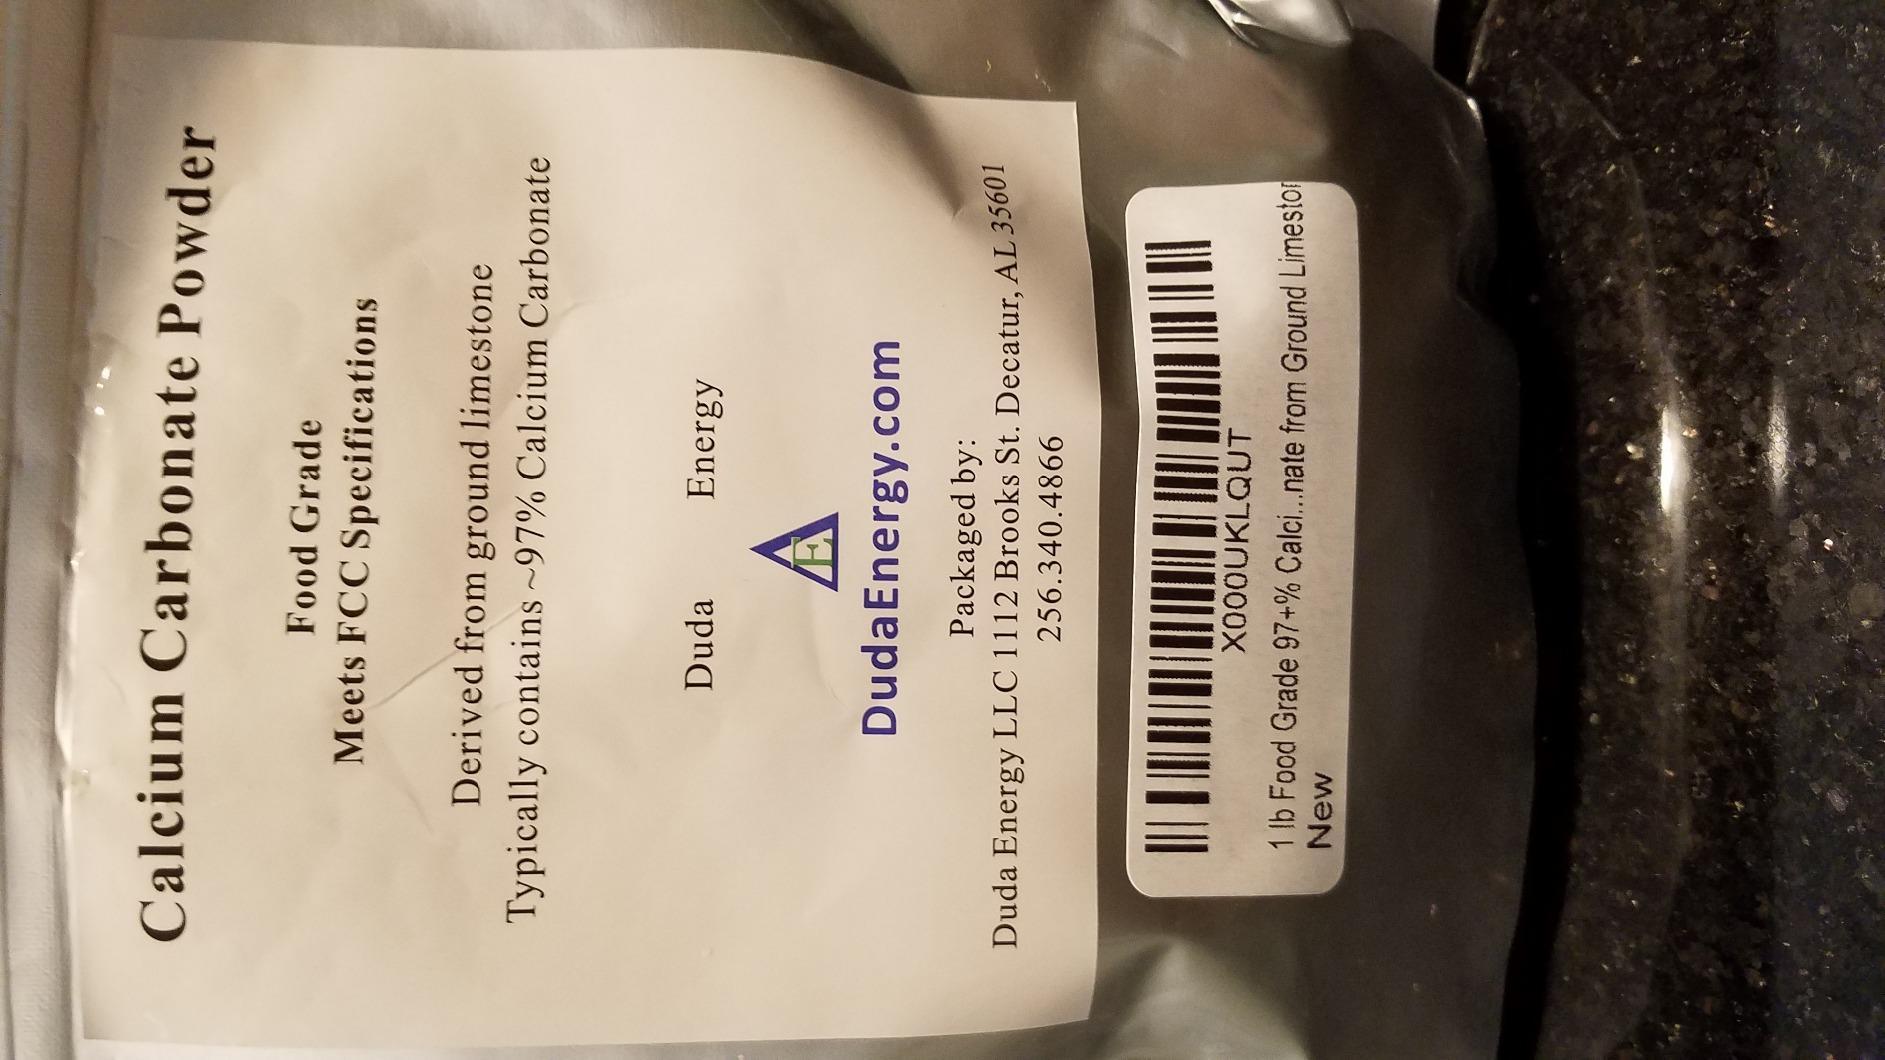 Calcium Carbonate Powder
Food Grade
Meets FCC Specifications
Derived from ground limestone
Typically contains ~97% Calcium Carbonate
Duda Energy
E
DudaEnergy.com
Packaged by:
Duda Energy LLC 1112 Brooks St. Decatur, AL 35601
256.340.4866
X000UKLQUT
1 lb Food Grade 97+% Calci...nate from Ground Limestor
New